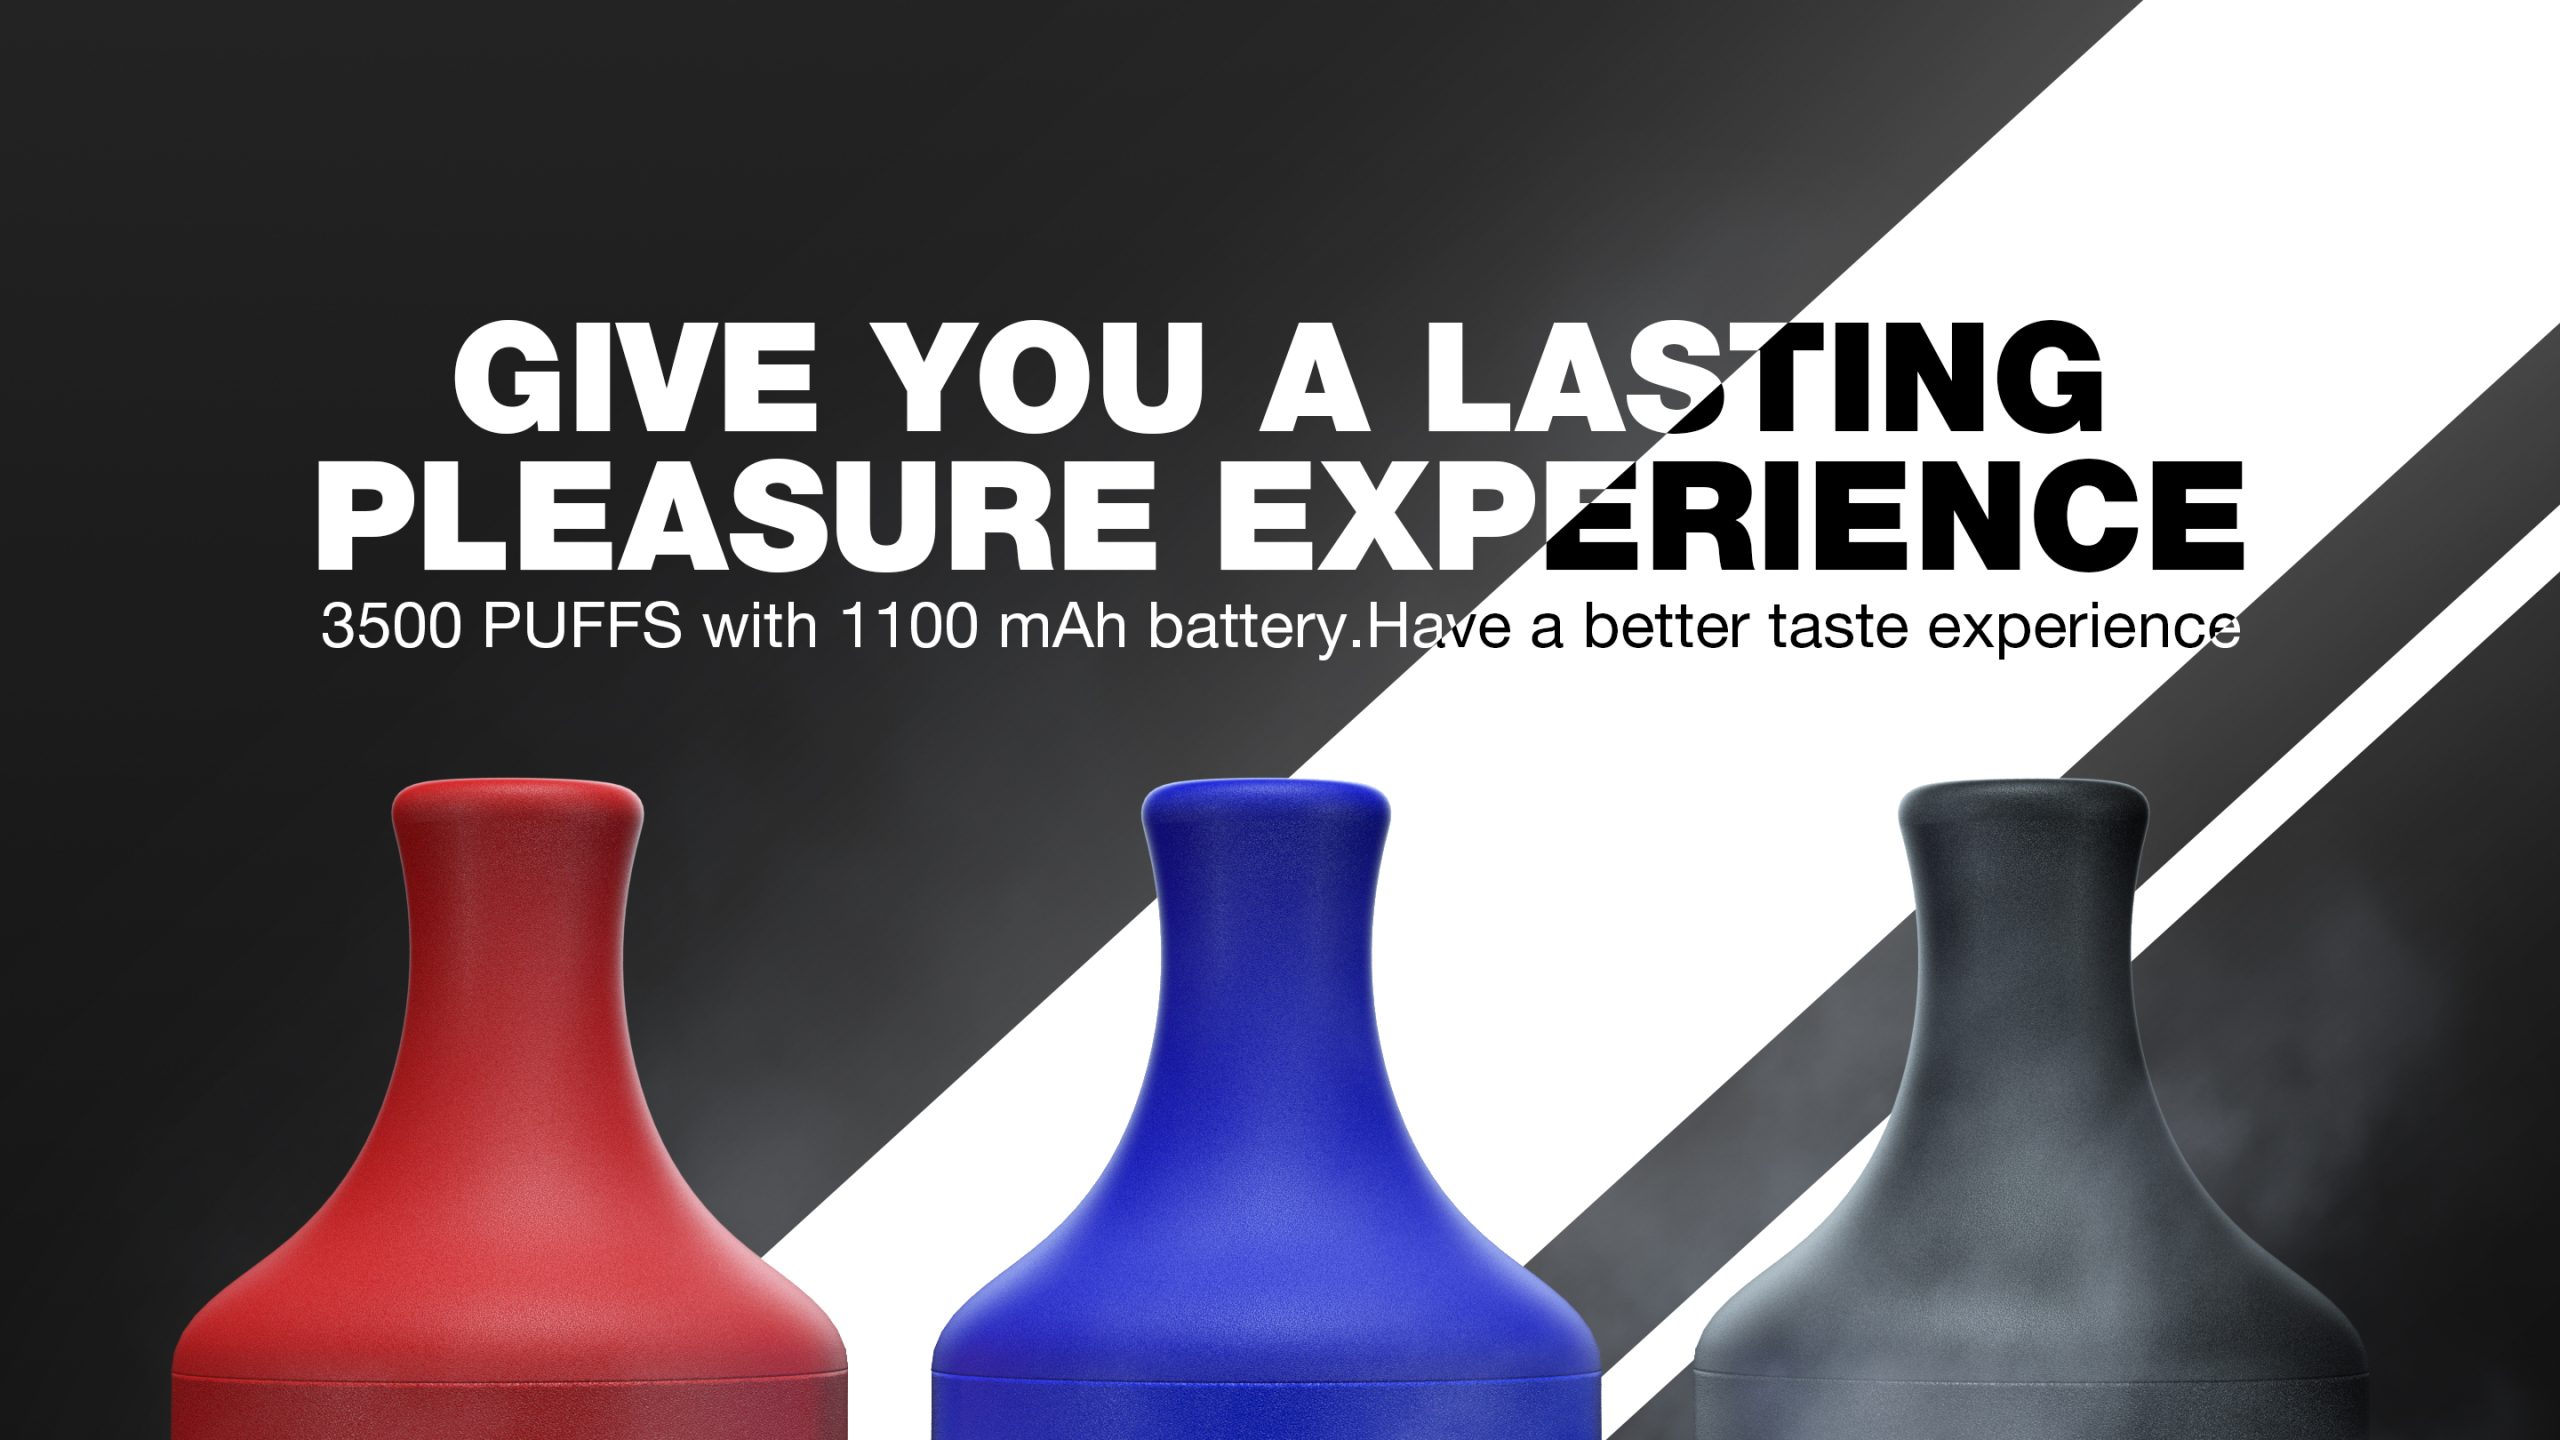 GIVE YOU A LASTING
PLEASURE EXPERIENCE
3500 PUFFS with 1100 mAh battery.Have a better taste experience